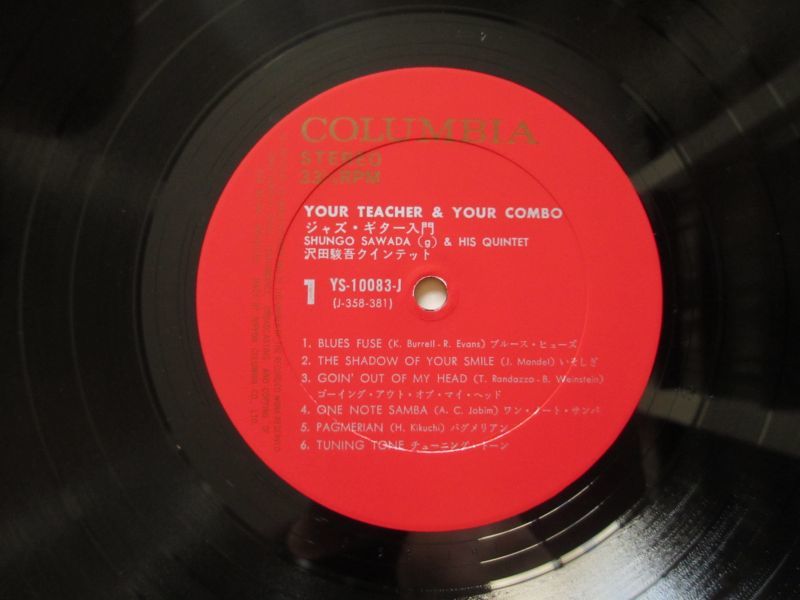 COLUMBIA
STEREO
33⅓ RPM
YOUR TEACHER & YOUR COMBO
ジャズ・ギター入門
SHUNGO SAWADA (g) & HIS QUINTET
沢田駿吾クインテット
1 YS-10083-J
(J-358-381)
1. BLUES FUSE (K. Burrell - R. Evans) ブルース・ヒューズ
2. THE SHADOW OF YOUR SMILE (J. Mandel) いそしぎ
3. GOIN' OUT OF MY HEAD (T. Randazzo - B. Weinstein)
ゴーイング・アウト・オブ・マイ・ヘッド
4. ONE NOTE SAMBA (A. C. Jobim) ワン・ノート・サンバ
5. PAGMERIAN (H. Kikuchi) パグメリアン
6. TUNING TONE チューニング・トーン